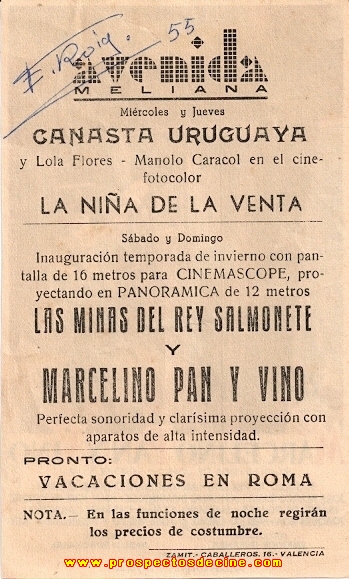 E. Roig. 55
avenida
MELIANA
Miércoles y Jueves
CANASTA URUGUAYA
y Lola Flores - Manolo Caracol en el cine-
fotocolor
LA NIÑA DE LA VENTA
Sábado y Domingo
Inauguración temporada de invierno con pan-
talla de 16 metros para CINEMASCOPE, pro-
yectando en PANORAMICA de 12 metros
LAS MINAS DEL REY SALMONETE
Y
MARCELINO PAN Y VINO
Perfecta sonoridad y clarísima proyección con
aparatos de alta intensidad.
PRONTO:
VACACIONES EN ROMA
NOTA.— En las funciones de noche regirán
los precios de costumbre.
ZAMIT.- CABALLEROS, 16.- VALENCIA
www.prospectosdecine.com